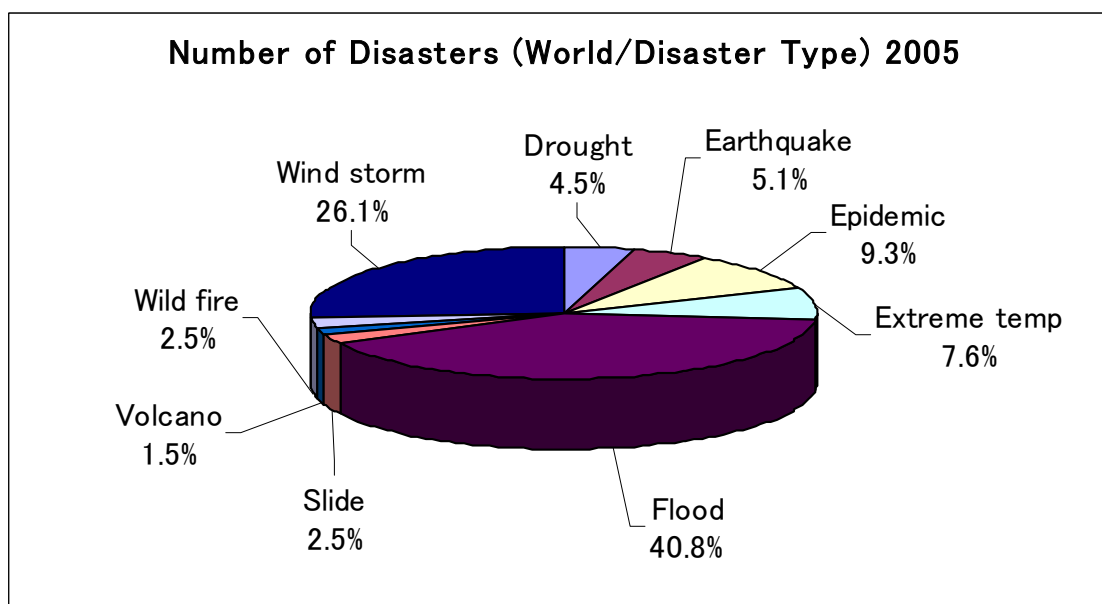 Number of Disasters (World/Disaster Type) 2005
Drought
4.5%
Earthquake
5.1%
Epidemic
9.3%
Extreme temp
7.6%
Flood
40.8%
Slide
2.5%
Volcano
1.5%
Wild fire
2.5%
Wind storm
26.1%